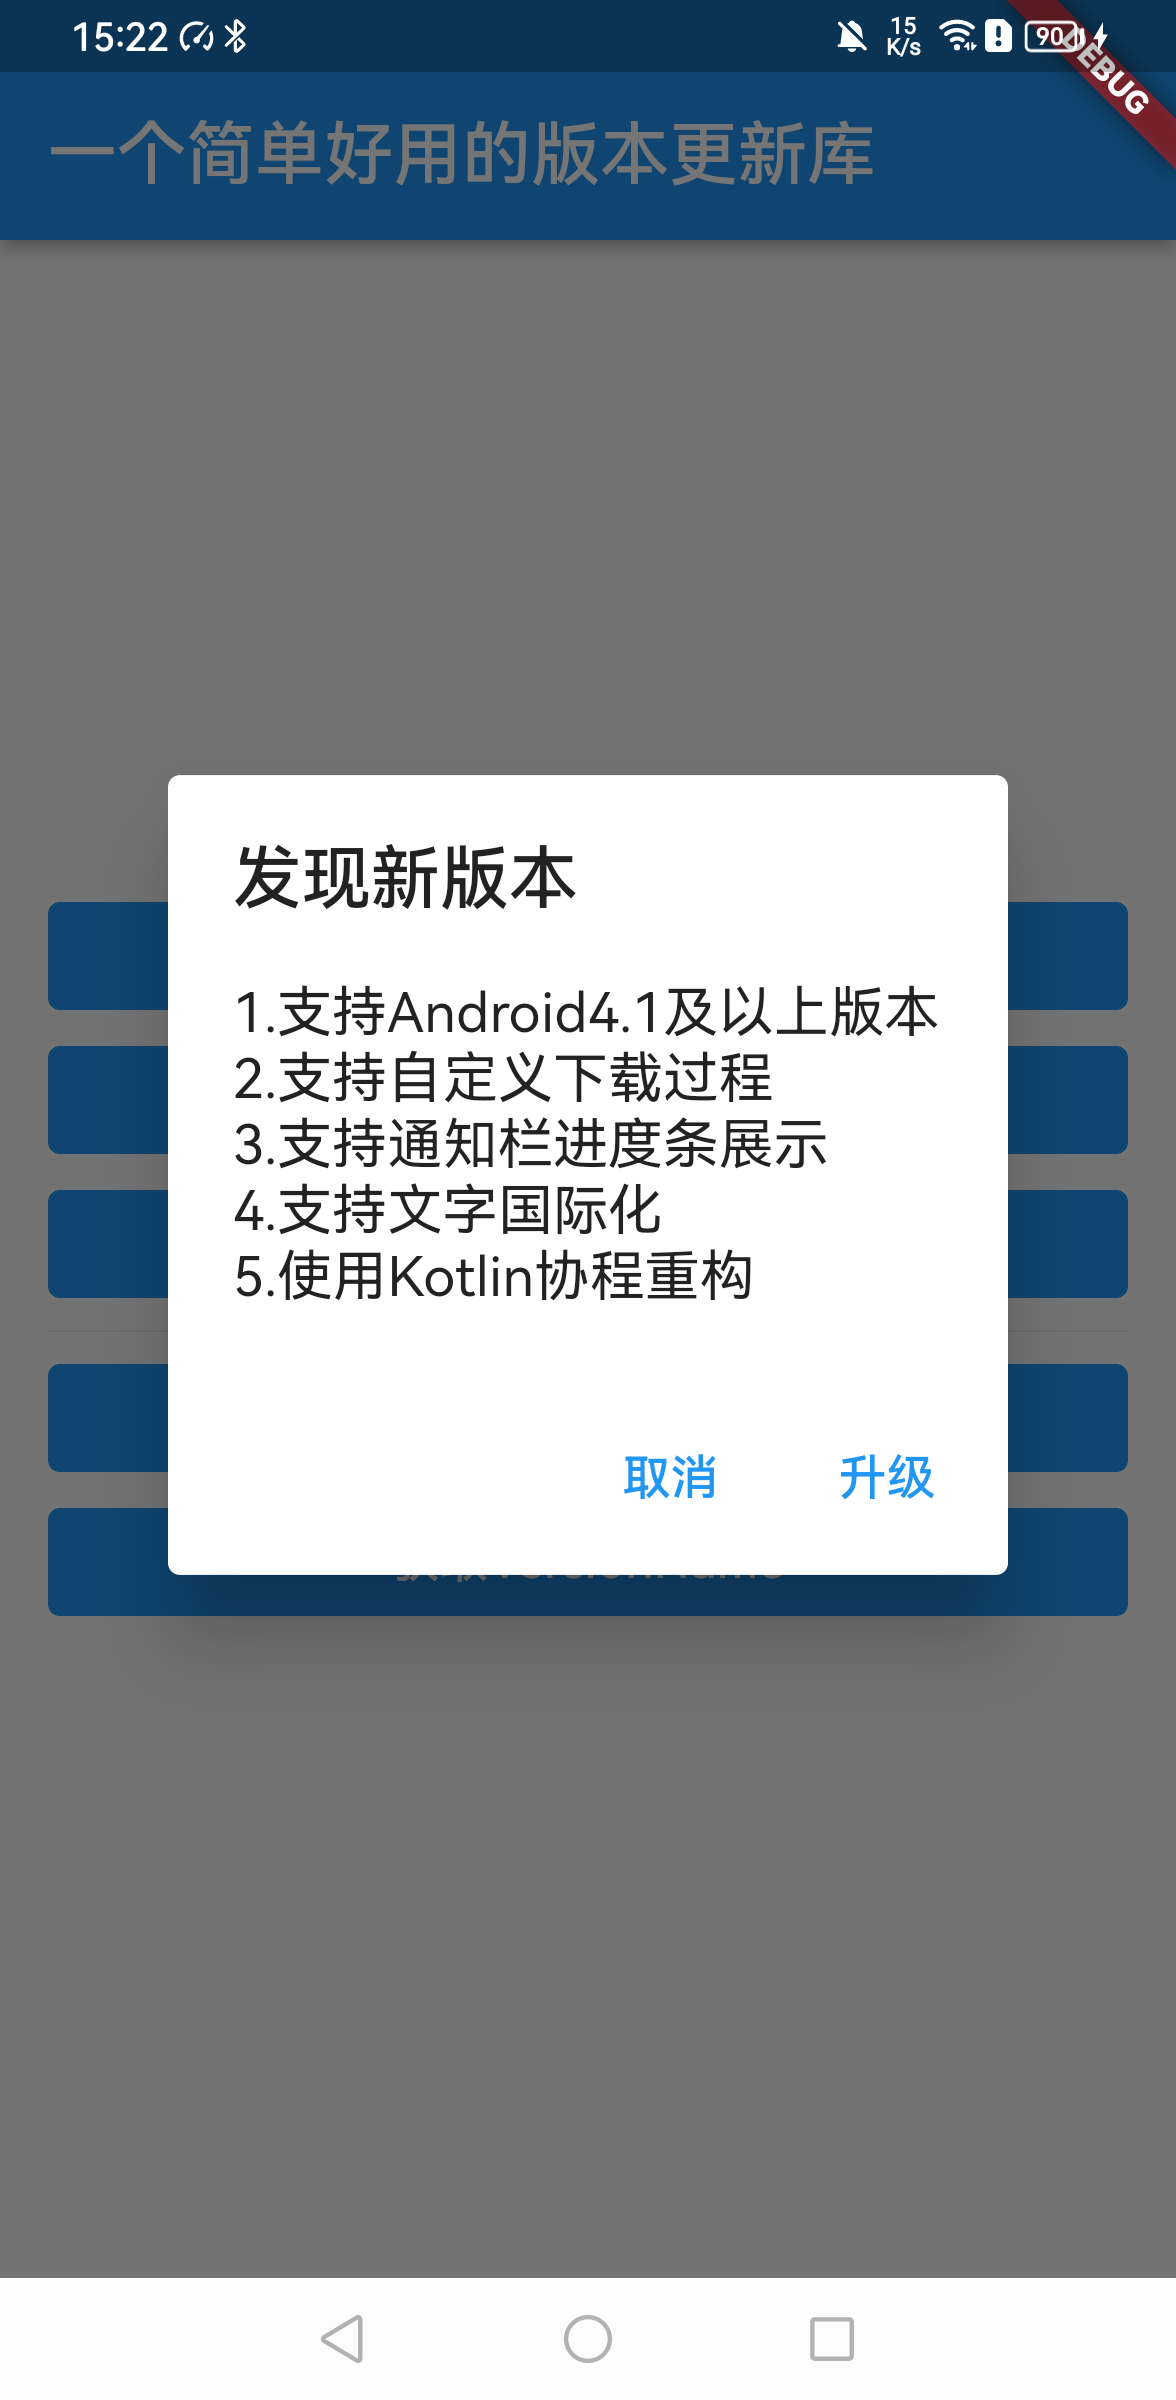 15:22
15
K/s
90
DEBUG
一个简单好用的版本更新库
发现新版本
1.支持Android4.1及以上版本
2.支持自定义下载过程
3.支持通知栏进度条展示
4.支持文字国际化
5.使用Kotlin协程重构
取消
升级